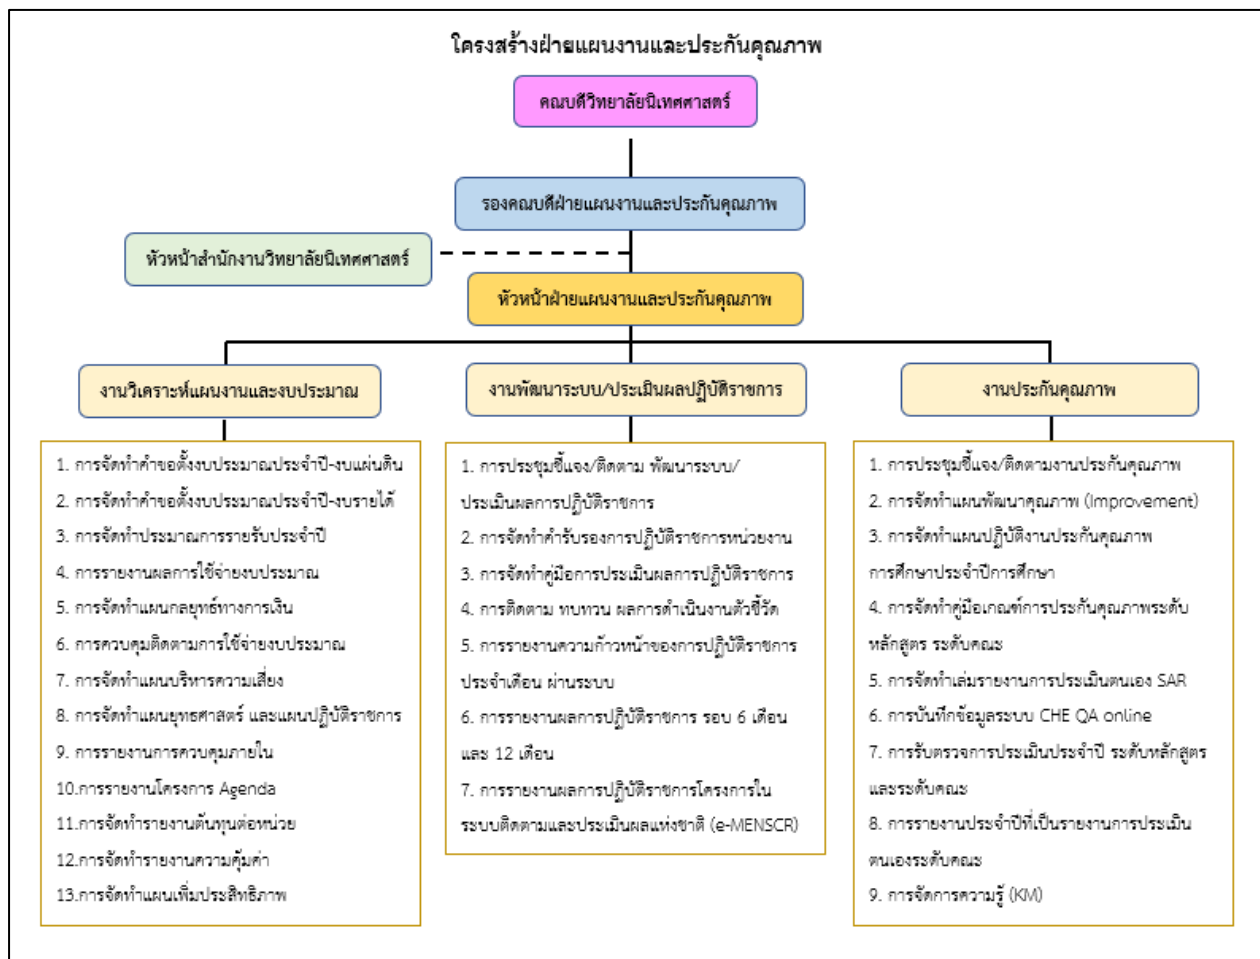 โครงสร้างฝ่ายแผนงานและประกันคุณภาพ
คณบดีวิทยาลัยนิเทศศาสตร์
รองคณบดีฝ่ายแผนงานและประกันคุณภาพ
หัวหน้าสำนักงานวิทยาลัยนิเทศศาสตร์
หัวหน้าฝ่ายแผนงานและประกันคุณภาพ
งานวิเคราะห์แผนงานและงบประมาณ
1. การจัดทำคำขอตั้งงบประมาณประจำปี-งบแผ่นดิน
2. การจัดทำคำขอตั้งงบประมาณประจำปี-งบรายได้
3. การจัดทำประมาณการรายรับประจำปี
4. การรายงานผลการใช้จ่ายงบประมาณ
5. การจัดทำแผนกลยุทธ์ทางการเงิน
6. การควบคุมติดตามการใช้จ่ายงบประมาณ
7. การจัดทำแผนบริหารความเสี่ยง
8. การจัดทำแผนยุทธศาสตร์ และแผนปฏิบัติราชการ
9. การรายงานการควบคุมภายใน
10.การรายงานโครงการ Agenda
11.การจัดทำรายงานต้นทุนต่อหน่วย
12.การจัดทำรายงานความคุ้มค่า
13.การจัดทำแผนเพิ่มประสิทธิภาพ
งานพัฒนาระบบ/ประเมินผลปฏิบัติราชการ
1. การประชุมชี้แจง/ติดตาม พัฒนาระบบ/
ประเมินผลการปฏิบัติราชการ
2. การจัดทำคำรับรองการปฏิบัติราชการหน่วยงาน
3. การจัดทำคู่มือการประเมินผลการปฏิบัติราชการ
4. การติดตาม ทบทวน ผลการดำเนินงานตัวชี้วัด
5. การรายงานความก้าวหน้าของการปฏิบัติราชการ
ประจำเดือน ผ่านระบบ
6. การรายงานผลการปฏิบัติราชการ รอบ 6 เดือน
และ 12 เดือน
7. การรายงานผลการปฏิบัติราชการโครงการใน
ระบบติดตามและประเมินผลแห่งชาติ (e-MENSCR)
งานประกันคุณภาพ
1. การประชุมชี้แจง/ติดตามงานประกันคุณภาพ
2. การจัดทำแผนพัฒนาคุณภาพ (Improvement)
3. การจัดทำแผนปฏิบัติงานประกันคุณภาพ
การศึกษาประจำปีการศึกษา
4. การจัดทำคู่มือเกณฑ์การประกันคุณภาพระดับ
หลักสูตร ระดับคณะ
5. การจัดทำเล่มรายงานการประเมินตนเอง SAR
6. การบันทึกข้อมูลระบบ CHE QA online
7. การรับตรวจการประเมินประจำปี ระดับหลักสูตร
และระดับคณะ
8. การรายงานประจำปีที่เป็นรายงานการประเมิน
ตนเองระดับคณะ
9. การจัดการความรู้ (KM)